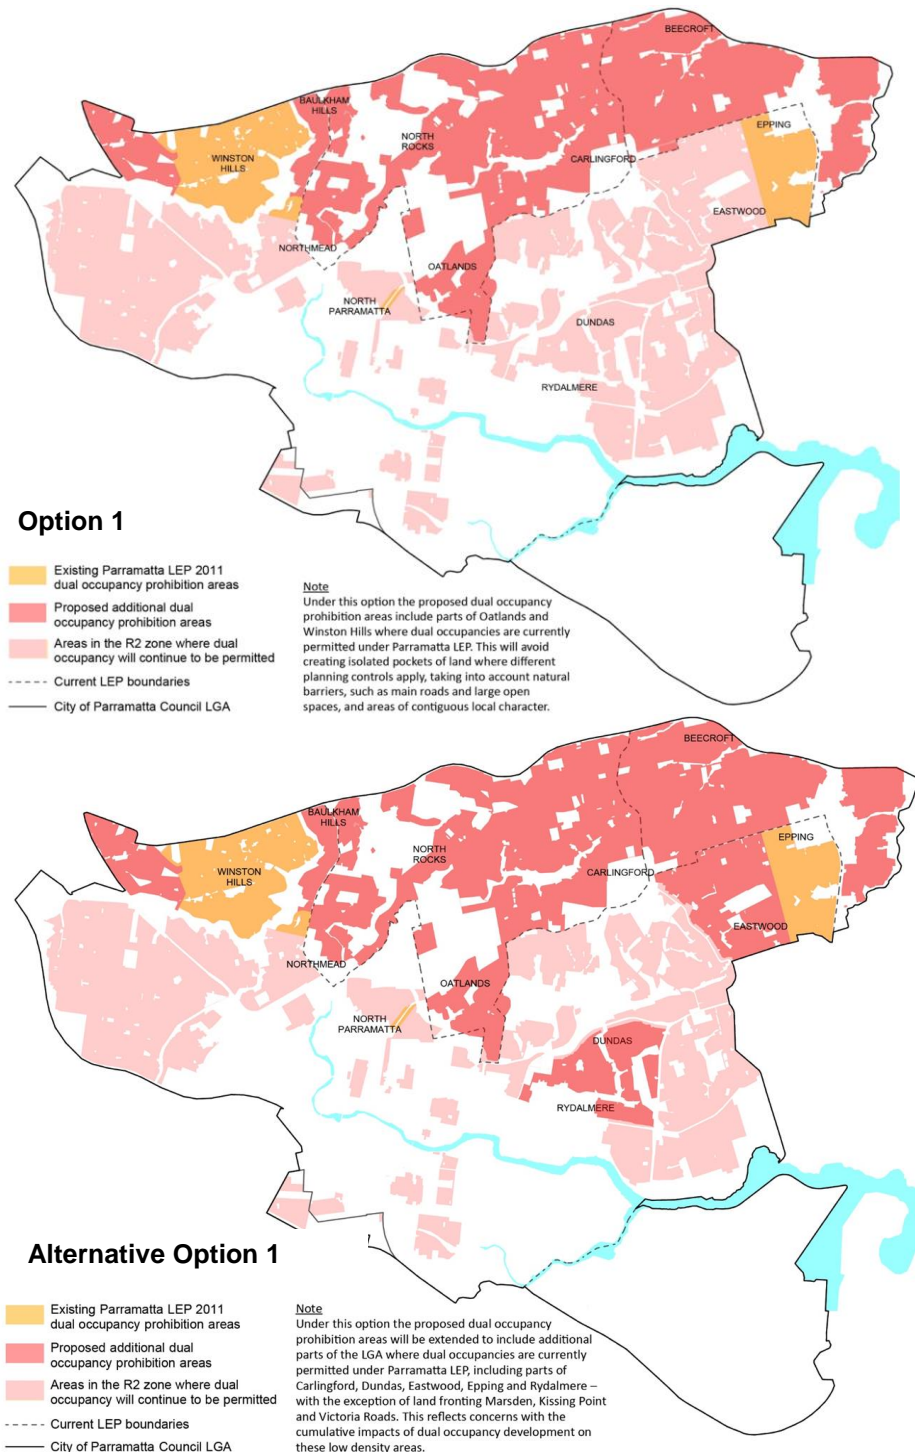 BEECROFT
BAULKHAM
HILLS
EPPING
NORTH
ROCKS
WINSTON
HILLS
CARLINGFORD
EASTWOOD
NORTHMEAD
OATLANDS
NORTH
PARRAMATTA
DUNDAS
RYDALMERE
Option 1
Existing Parramatta LEP 2011
dual occupancy prohibition areas
Proposed additional dual
occupancy prohibition areas
Areas in the R2 zone where dual
occupancy will continue to be permitted
Current LEP boundaries
City of Parramatta Council LGA
Note
Under this option the proposed dual occupancy
prohibition areas include parts of Oatlands and
Winston Hills where dual occupancies are currently
permitted under Parramatta LEP. This will avoid
creating isolated pockets of land where different
planning controls apply, taking into account natural
barriers, such as main roads and large open
spaces, and areas of contiguous local character.
BEECROFT
BAULKHAM
HILLS
EPPING
NORTH
ROCKS
WINSTON
HILLS
CARLINGFORD
EASTWOOD
NORTHMEAD
OATLANDS
NORTH
PARRAMATTA
DUNDAS
RYDALMERE
Alternative Option 1
Existing Parramatta LEP 2011
dual occupancy prohibition areas
Proposed additional dual
occupancy prohibition areas
Areas in the R2 zone where dual
occupancy will continue to be permitted
Current LEP boundaries
City of Parramatta Council LGA
Note
Under this option the proposed dual occupancy
prohibition areas will be extended to include additional
parts of the LGA where dual occupancies are currently
permitted under Parramatta LEP, including parts of
Carlingford, Dundas, Eastwood, Epping and Rydalmere –
with the exception of land fronting Marsden, Kissing Point
and Victoria Roads. This reflects concerns with the
cumulative impacts of dual occupancy development on
these low density areas.